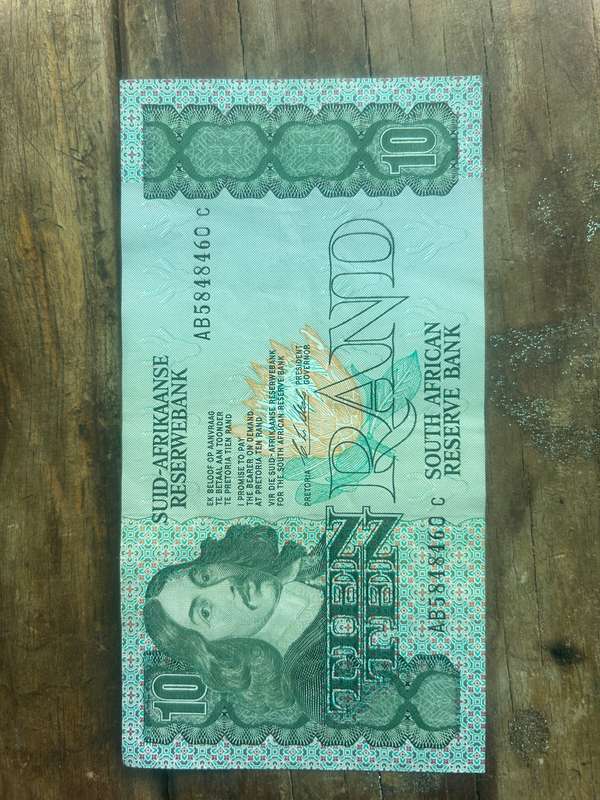 10
SUID-AFRIKAANSE
RESERWEBANK
AB5848460 C
EK BELOOF OP AANVRAAG
TE BETAAL AAN TOONDER
TE PRETORIA TIEN RAND
I PROMISE TO PAY
THE BEARER ON DEMAND
AT PRETORIA TEN RAND
VIR DIE SUID-AFRIKAANSE RESERWEBANK
FOR THE SOUTH AFRICAN RESERVE BANK
PRETORIA
PRESIDENT
GOVERNOR
TIEN
TEN
RAND
10
AB5848460 C
SOUTH AFRICAN
RESERVE BANK